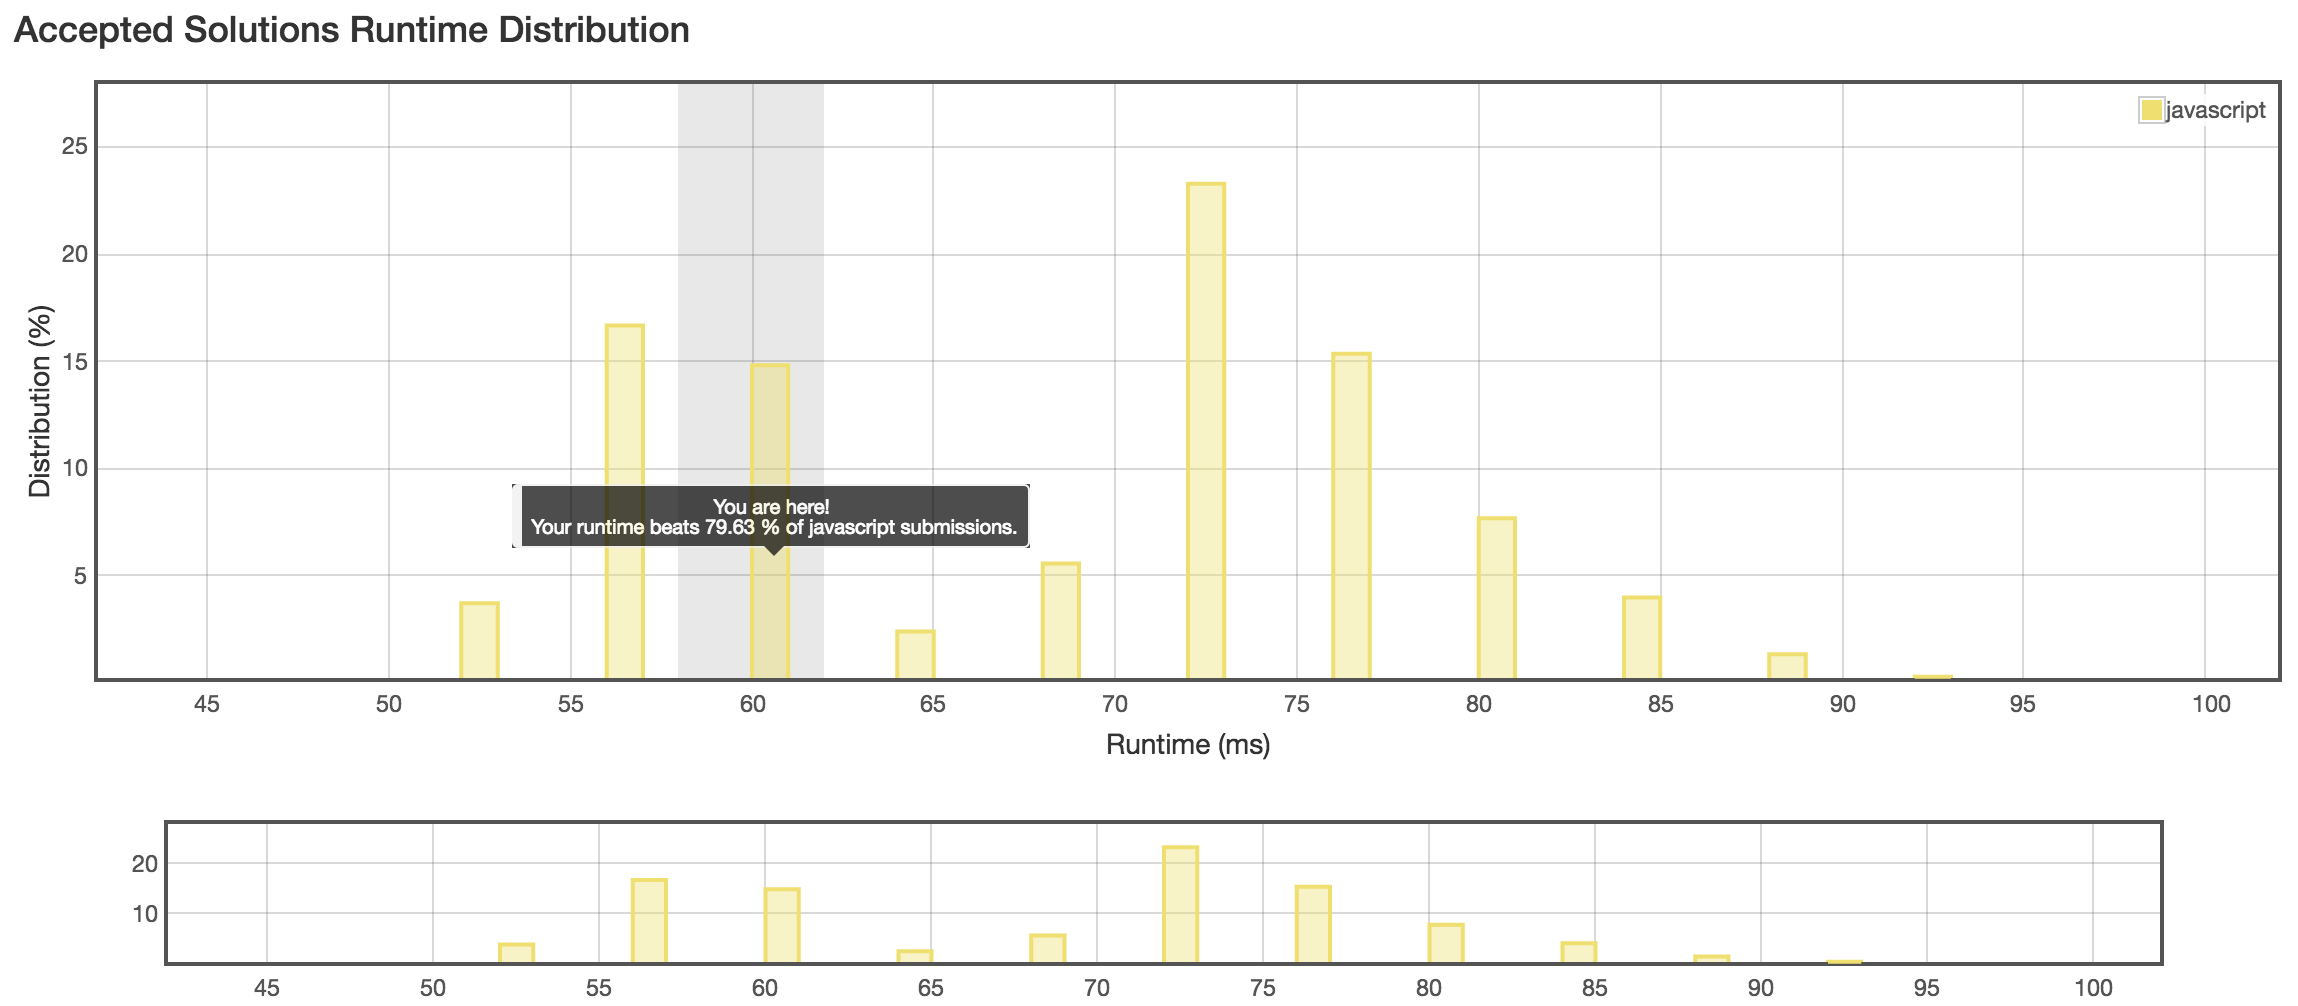 Accepted Solutions Runtime Distribution
javascript
25
20
15
10
5
Distribution (%)
You are here!
Your runtime beats 79.63 % of javascript submissions.
45 50 55 60 65 70 75 80 85 90 95 100
Runtime (ms)
20
10
45 50 55 60 65 70 75 80 85 90 95 100